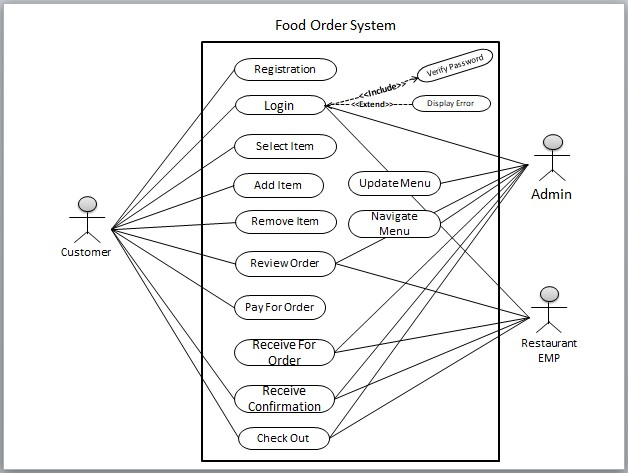 Food Order System
Registration
Verify Password
<<Include>>
Login
<<Extend>>
Display Error
Select Item
Add Item
Update Menu
Admin
Remove Item
Navigate
Menu
Customer
Review Order
Pay For Order
Receive For
Order
Restaurant
EMP
Receive
Confirmation
Check Out